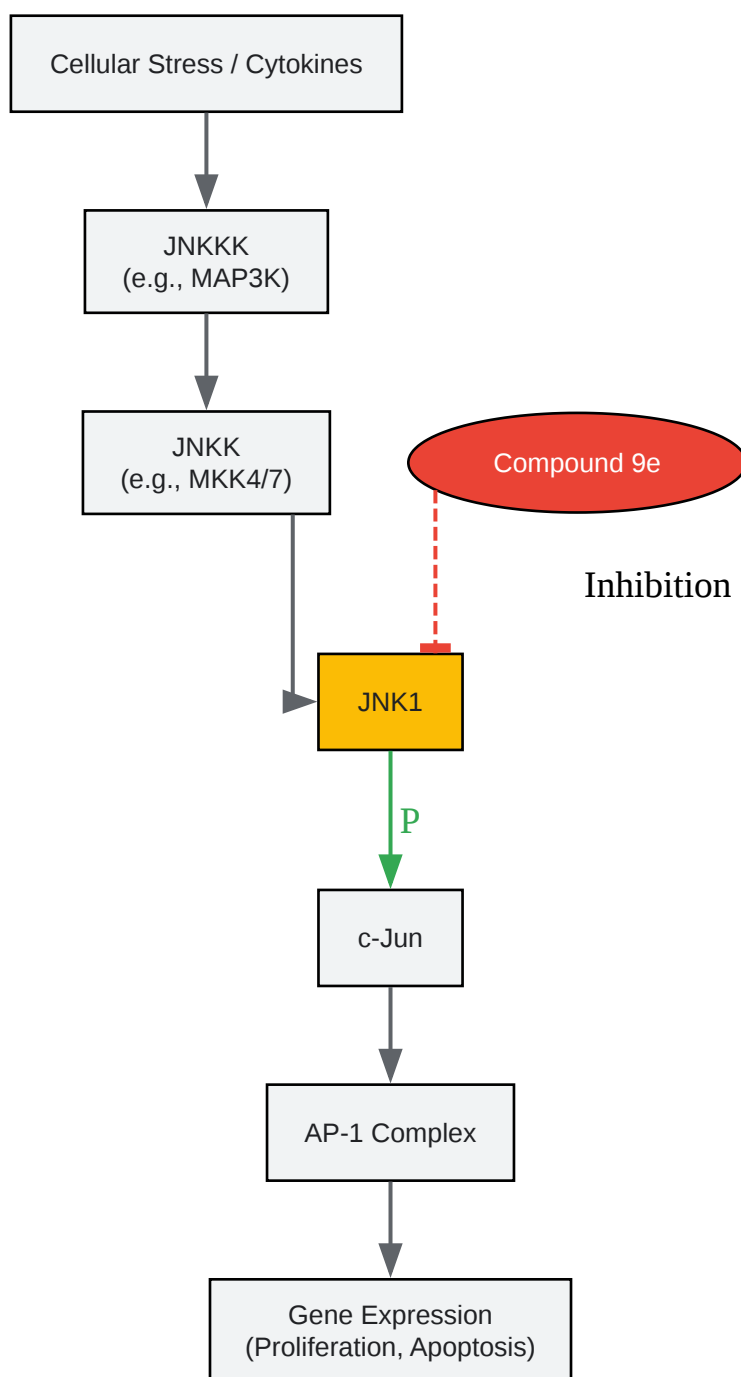 Cellular Stress / Cytokines
JNKKK
(e.g., MAP3K)
JNKK
(e.g., MKK4/7)
Compound 9e
Inhibition
JNK1
P
c-Jun
AP-1 Complex
Gene Expression
(Proliferation, Apoptosis)